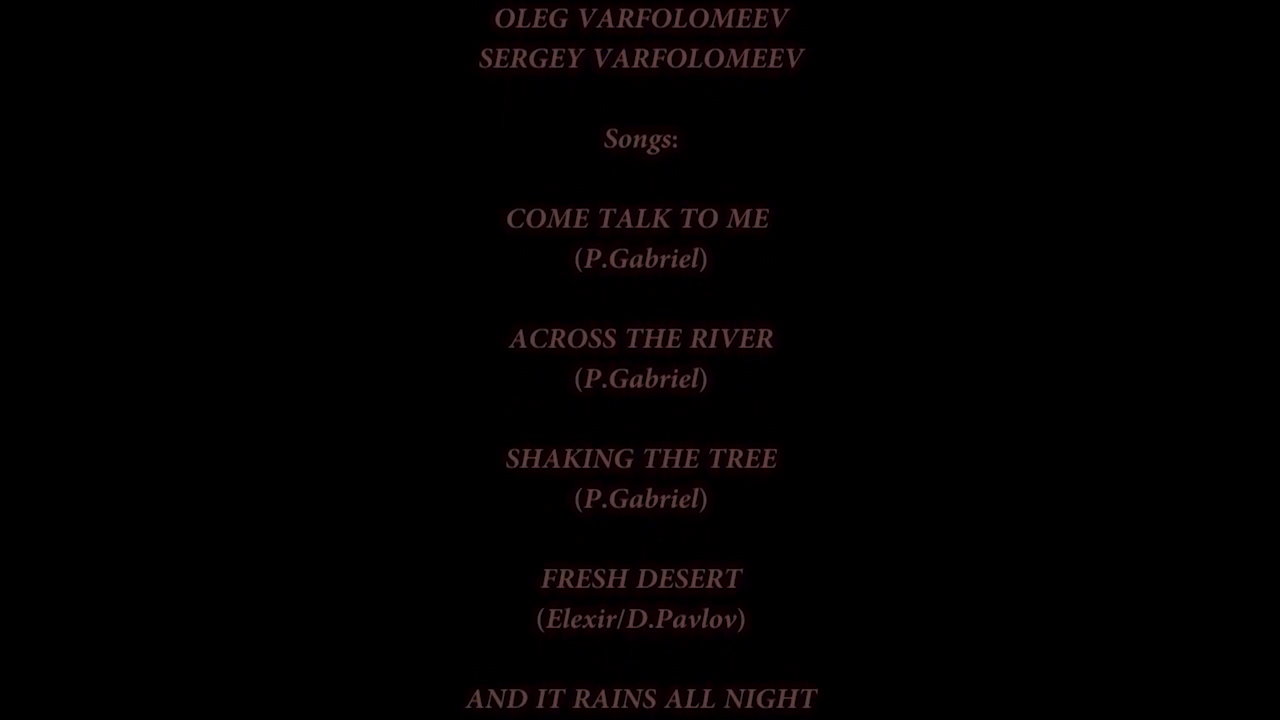 OLEG VARFOLOMEEV
SERGEY VARFOLOMEEV
Songs:
COME TALK TO ME
(P.Gabriel)
ACROSS THE RIVER
(P.Gabriel)
SHAKING THE TREE
(P.Gabriel)
FRESH DESERT
(Elexir/D.Pavlov)
AND IT RAINS ALL NIGHT